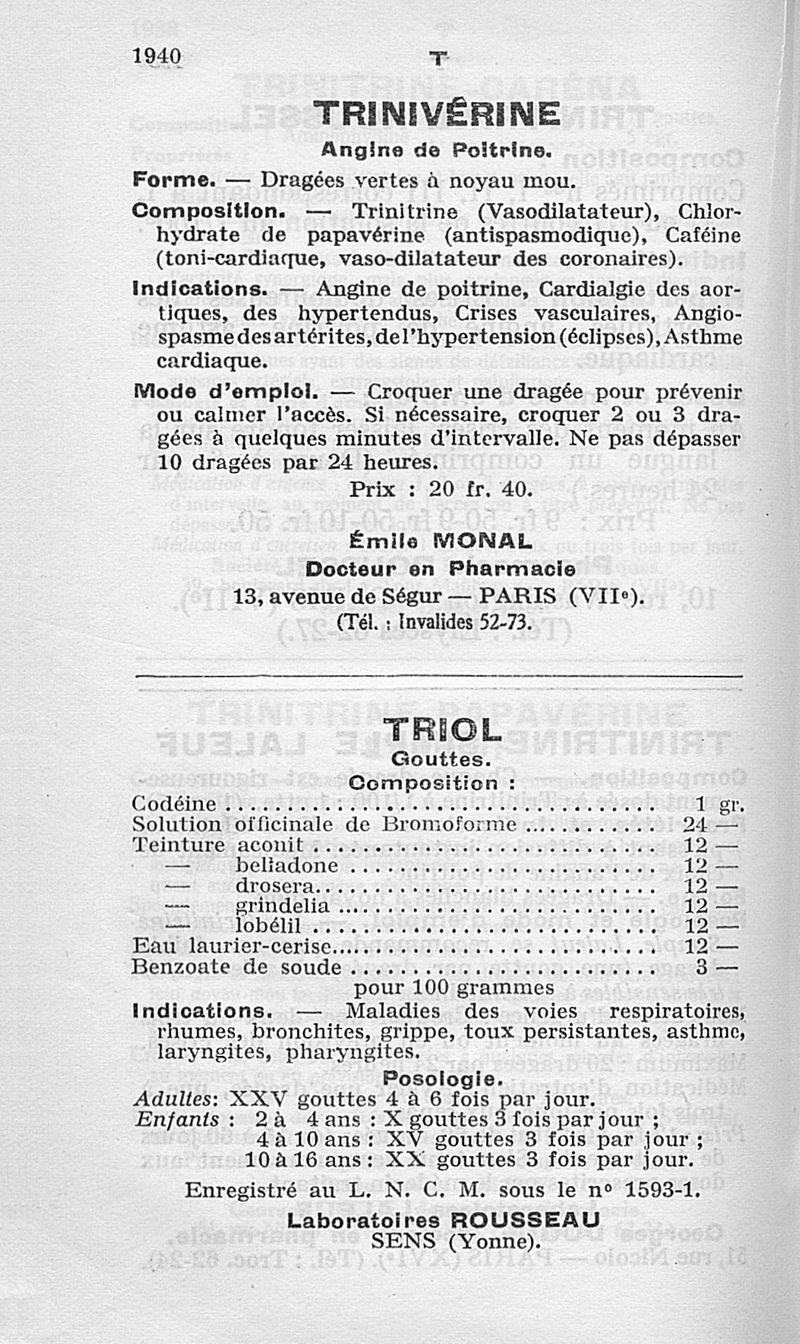 1940
T
TRINIVÉRINE
Angine de Poitrine.
Forme. — Dragées vertes à noyau mou.
Composition. — Trinitrine (Vasodilatateur), Chlor-
hydrate de papavérine (antispasmodique), Caféine
(toni-cardiaque, vaso-dilatateur des coronaires).
Indications. — Angine de poitrine, Cardialgie des aor-
tiques, des hypertendus, Crises vasculaires, Angio-
spasme des artérites, de l'hypertension (éclipses), Asthme
cardiaque.
Mode d'emploi. — Croquer une dragée pour prévenir
ou calmer l'accès. Si nécessaire, croquer 2 ou 3 dra-
gées à quelques minutes d'intervalle. Ne pas dépasser
10 dragées par 24 heures.
Prix : 20 fr. 40.
Émile MONAL
Docteur en Pharmacie
13, avenue de Ségur — PARIS (VIIe).
(Tél. : Invalides 52-73.
TRIOL
Gouttes.
Composition :
Codéine ........................ 1 gr.
Solution officinale de Bromoforme ............ 24 —
Teinture aconit ........................ 12 —
— belladone ........................ 12 —
— drosera........................ 12 —
— grindelia ........................ 12 —
— lobélil ........................ 12 —
Eau laurier-cerise........................ 12 —
Benzoate de soude ........................ 3 —
pour 100 grammes
Indications. — Maladies des voies respiratoires,
rhumes, bronchites, grippe, toux persistantes, asthme,
laryngites, pharyngites.
Posologie.
Adultes: XXV gouttes 4 à 6 fois par jour.
Enfants : 2 à 4 ans : X gouttes 3 fois par jour ;
4 à 10 ans : XV gouttes 3 fois par jour ;
10 à 16 ans : XX gouttes 3 fois par jour.
Enregistré au L. N. C. M. sous le no 1593-1.
Laboratoires ROUSSEAU
SENS (Yonne).